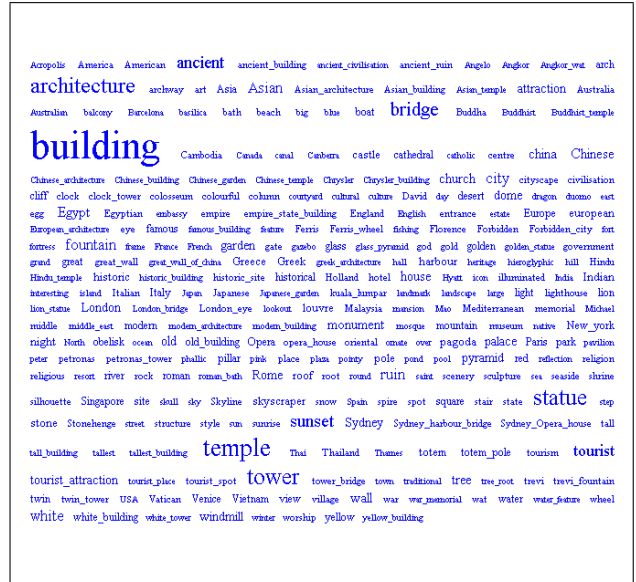 Acropolis America American ancient ancient_building ancient_civilisation ancient_ruin Angelo Angkor Angkor_wat arch
architecture archway art Asia Asian Asian_architecture Asian_building Asian_temple attraction Australia
Australian balcony Barcelona basilica bath beach big blue boat bridge Buddha Buddhist Buddhist_temple
building Cambodia Canada canal Canberra castle cathedral catholic centre china Chinese
Chinese_architecture Chinese_building Chinese_garden Chinese_temple Chrysler Chrysler_building church city cityscape civilisation
cliff clock clock_tower colosseum colourful column courtyard cultural culture David day desert dome dragon duomo east
egg Egypt Egyptian embassy empire empire_state_building England English entrance estate Europe european
European_architecture eye famous famous_building feature Ferris Ferris_wheel fishing Florence Forbidden Forbidden_city fort
fortress fountain frame France French garden gate gazebo glass glass_pyramid god gold golden golden_statue government
grand great great_wall great_wall_of_china Greece Greek greek_architecture hall harbour heritage hieroglyphic hill Hindu
Hindu_temple historic historic_building historic_site historical Holland hotel house Hyatt icon illuminated India Indian
interesting island Italian Italy Japan Japanese Japanese_garden kuala_lumpar landmark landscape large light lighthouse lion
lion_statue London London_bridge London_eye lookout louvre Malaysia mansion Mao Mediterranean memorial Michael
middle middle_east modern modern_architecture modern_building monument mosque mountain museum native New_york
night North obelisk ocean old old_building Opera opera_house oriental ornate over pagoda palace Paris park pavilion
peter petronas petronas_tower phallic pillar pink place plaza pointy pole pond pool pyramid red reflection religion
religious resort river rock roman roman_bath Rome roof root round ruin saint scenery sculpture sea seaside shrine
silhouette Singapore site skull sky Skyline skyscraper snow Spain spire spot square stair state statue step
stone Stonehenge street structure style sun sunrise sunset Sydney Sydney_harbour_bridge Sydney_Opera_house tall
tall_building tallest tallest_building temple Thai Thailand Thames totem totem_pole tourism tourist
tourist_attraction tourist_place tourist_spot tower tower_bridge town traditional tree tree_root trevi trevi_fountain
twin twin_tower USA Vatican Venice Vietnam view village wall war war_memorial wat water water_feature wheel
white white_building white_tower windmill winter worship yellow yellow_building